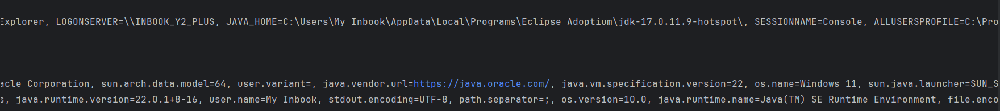 Explorer, LOGONSERVER=\\INBOOK_Y2_PLUS, JAVA_HOME=C:\Users\My Inbook\AppData\Local\Programs\Eclipse Adoptium\jdk-17.0.11.9-hotspot\, SESSIONNAME=Console, ALLUSERSPROFILE=C:\Pro
acle Corporation, sun.arch.data.model=64, user.variant=, java.vendor.url=https://java.oracle.com/, java.vm.specification.version=22, os.name=Windows 11, sun.java.launcher=SUN_S
s, java.runtime.version=22.0.1+8-16, user.name=My Inbook, stdout.encoding=UTF-8, path.separator=;, os.version=10.0, java.runtime.name=Java(TM) SE Runtime Environment, file.enco